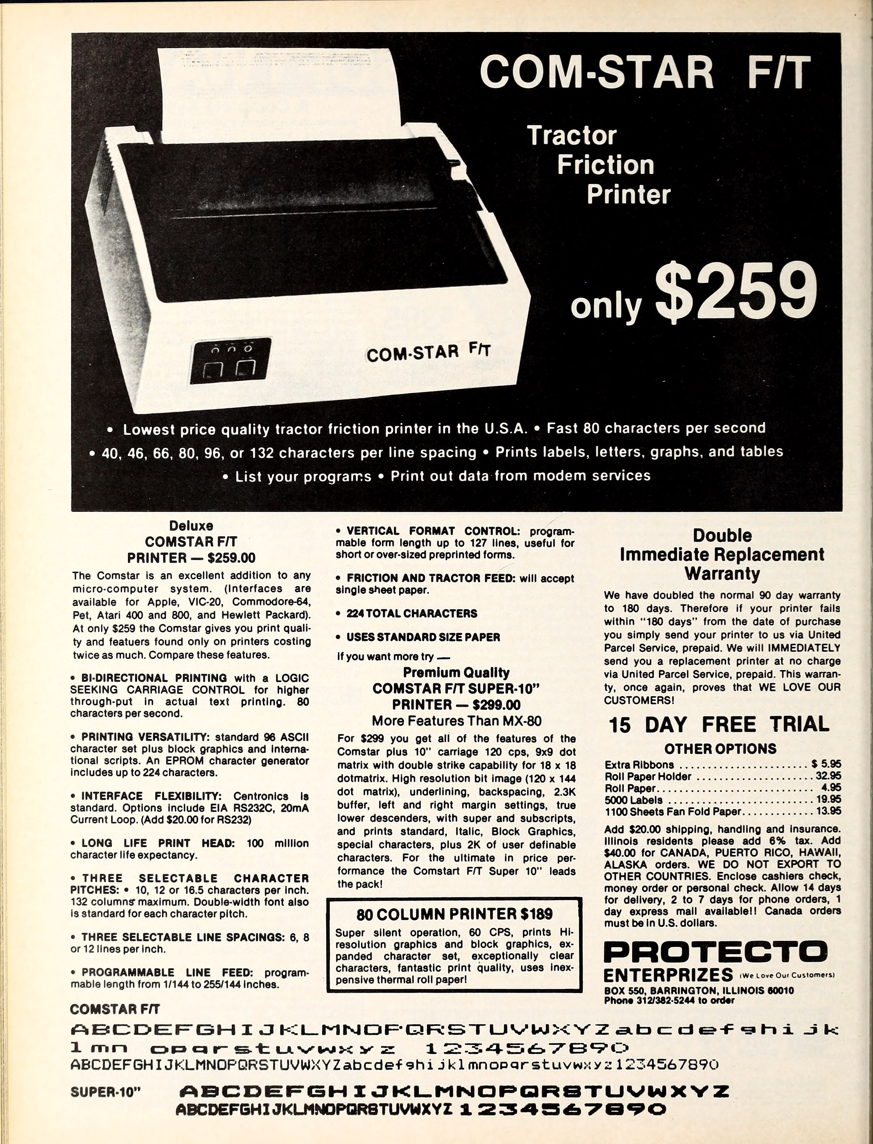 COM-STAR F/T
Tractor
Friction
Printer
only $259
COM-STAR F/T
• Lowest price quality tractor friction printer in the U.S.A. • Fast 80 characters per second
• 40, 46, 66, 80, 96, or 132 characters per line spacing • Prints labels, letters, graphs, and tables
• List your programs • Print out data from modem services
Deluxe
COMSTAR F/T
PRINTER — $259.00
The Comstar is an excellent addition to any
micro-computer system. (Interfaces are
available for Apple, VIC-20, Commodore-64,
Pet, Atari 400 and 800, and Hewlett Packard).
At only $259 the Comstar gives you print quali-
ty and featuers found only on printers costing
twice as much. Compare these features.
• BI-DIRECTIONAL PRINTING with a LOGIC
SEEKING CARRIAGE CONTROL for higher
through-put in actual text printing. 80
characters per second.
• PRINTING VERSATILITY: standard 96 ASCII
character set plus block graphics and interna-
tional scripts. An EPROM character generator
includes up to 224 characters.
• INTERFACE FLEXIBILITY: Centronics is
standard. Options include EIA RS232C, 20mA
Current Loop. (Add $20.00 for RS232)
• LONG LIFE PRINT HEAD: 100 million
character life expectancy.
• THREE SELECTABLE CHARACTER
PITCHES: • 10, 12 or 16.5 characters per inch.
132 columns maximum. Double-width font also
is standard for each character pitch.
• THREE SELECTABLE LINE SPACINGS: 6, 8
or 12 lines per inch.
• PROGRAMMABLE LINE FEED: program-
mable length from 1/144 to 255/144 inches.
• VERTICAL FORMAT CONTROL: program-
mable form length up to 127 lines, useful for
short or over-sized preprinted forms.
• FRICTION AND TRACTOR FEED: will accept
single sheet paper.
• 224 TOTAL CHARACTERS
• USES STANDARD SIZE PAPER
If you want more try —
Premium Quality
COMSTAR F/T SUPER-10"
PRINTER — $299.00
More Features Than MX-80
For $299 you get all of the features of the
Comstar plus 10" carriage 120 cps, 9x9 dot
matrix with double strike capability for 18 x 18
dotmatrix. High resolution bit image (120 x 144
dot matrix), underlining, backspacing, 2.3K
buffer, left and right margin settings, true
lower descenders, with super and subscripts,
and prints standard, Italic, Block Graphics,
special characters, plus 2K of user definable
characters. For the ultimate in price per-
formance the Comstart F/T Super 10" leads
the pack!
80 COLUMN PRINTER $189
Super silent operation, 60 CPS, prints Hi-
resolution graphics and block graphics, ex-
panded character set, exceptionally clear
characters, fantastic print quality, uses inex-
pensive thermal roll paper!
Double
Immediate Replacement
Warranty
We have doubled the normal 90 day warranty
to 180 days. Therefore if your printer fails
within "180 days" from the date of purchase
you simply send your printer to us via United
Parcel Service, prepaid. We will IMMEDIATELY
send you a replacement printer at no charge
via United Parcel Service, prepaid. This warran-
ty, once again, proves that WE LOVE OUR
CUSTOMERS!
15 DAY FREE TRIAL
OTHER OPTIONS
Extra Ribbons ...................... $ 5.95
Roll Paper Holder .................... 32.95
Roll Paper........................... 4.95
5000 Labels ......................... 19.95
1100 Sheets Fan Fold Paper............ 13.95
Add $20.00 shipping, handling and insurance.
Illinois residents please add 6% tax. Add
$40.00 for CANADA, PUERTO RICO, HAWAII,
ALASKA orders. WE DO NOT EXPORT TO
OTHER COUNTRIES. Enclose cashiers check,
money order or personal check. Allow 14 days
for delivery, 2 to 7 days for phone orders, 1
day express mail available!! Canada orders
must be in U.S. dollars.
PROTECTO
ENTERPRIZES (We Love Our Customers)
BOX 550, BARRINGTON, ILLINOIS 60010
Phone 312/382-5244 to order
COMSTAR F/T
ABCDEFGHIJKLMNOPQRSTUVWXYZabcdefghijk
lmn opqrstuvwxyz 1234567890
ABCDEFGHIJKLMNOPQRSTUVWXYZabcdefghijklmnopqrstuvwxyz1234567890
SUPER-10" ABCDEFGHIJKLMNOPQRSTUVWXYZ
ABCDEFGHIJKLMNOPQRSTUVWXYZ 1234567890